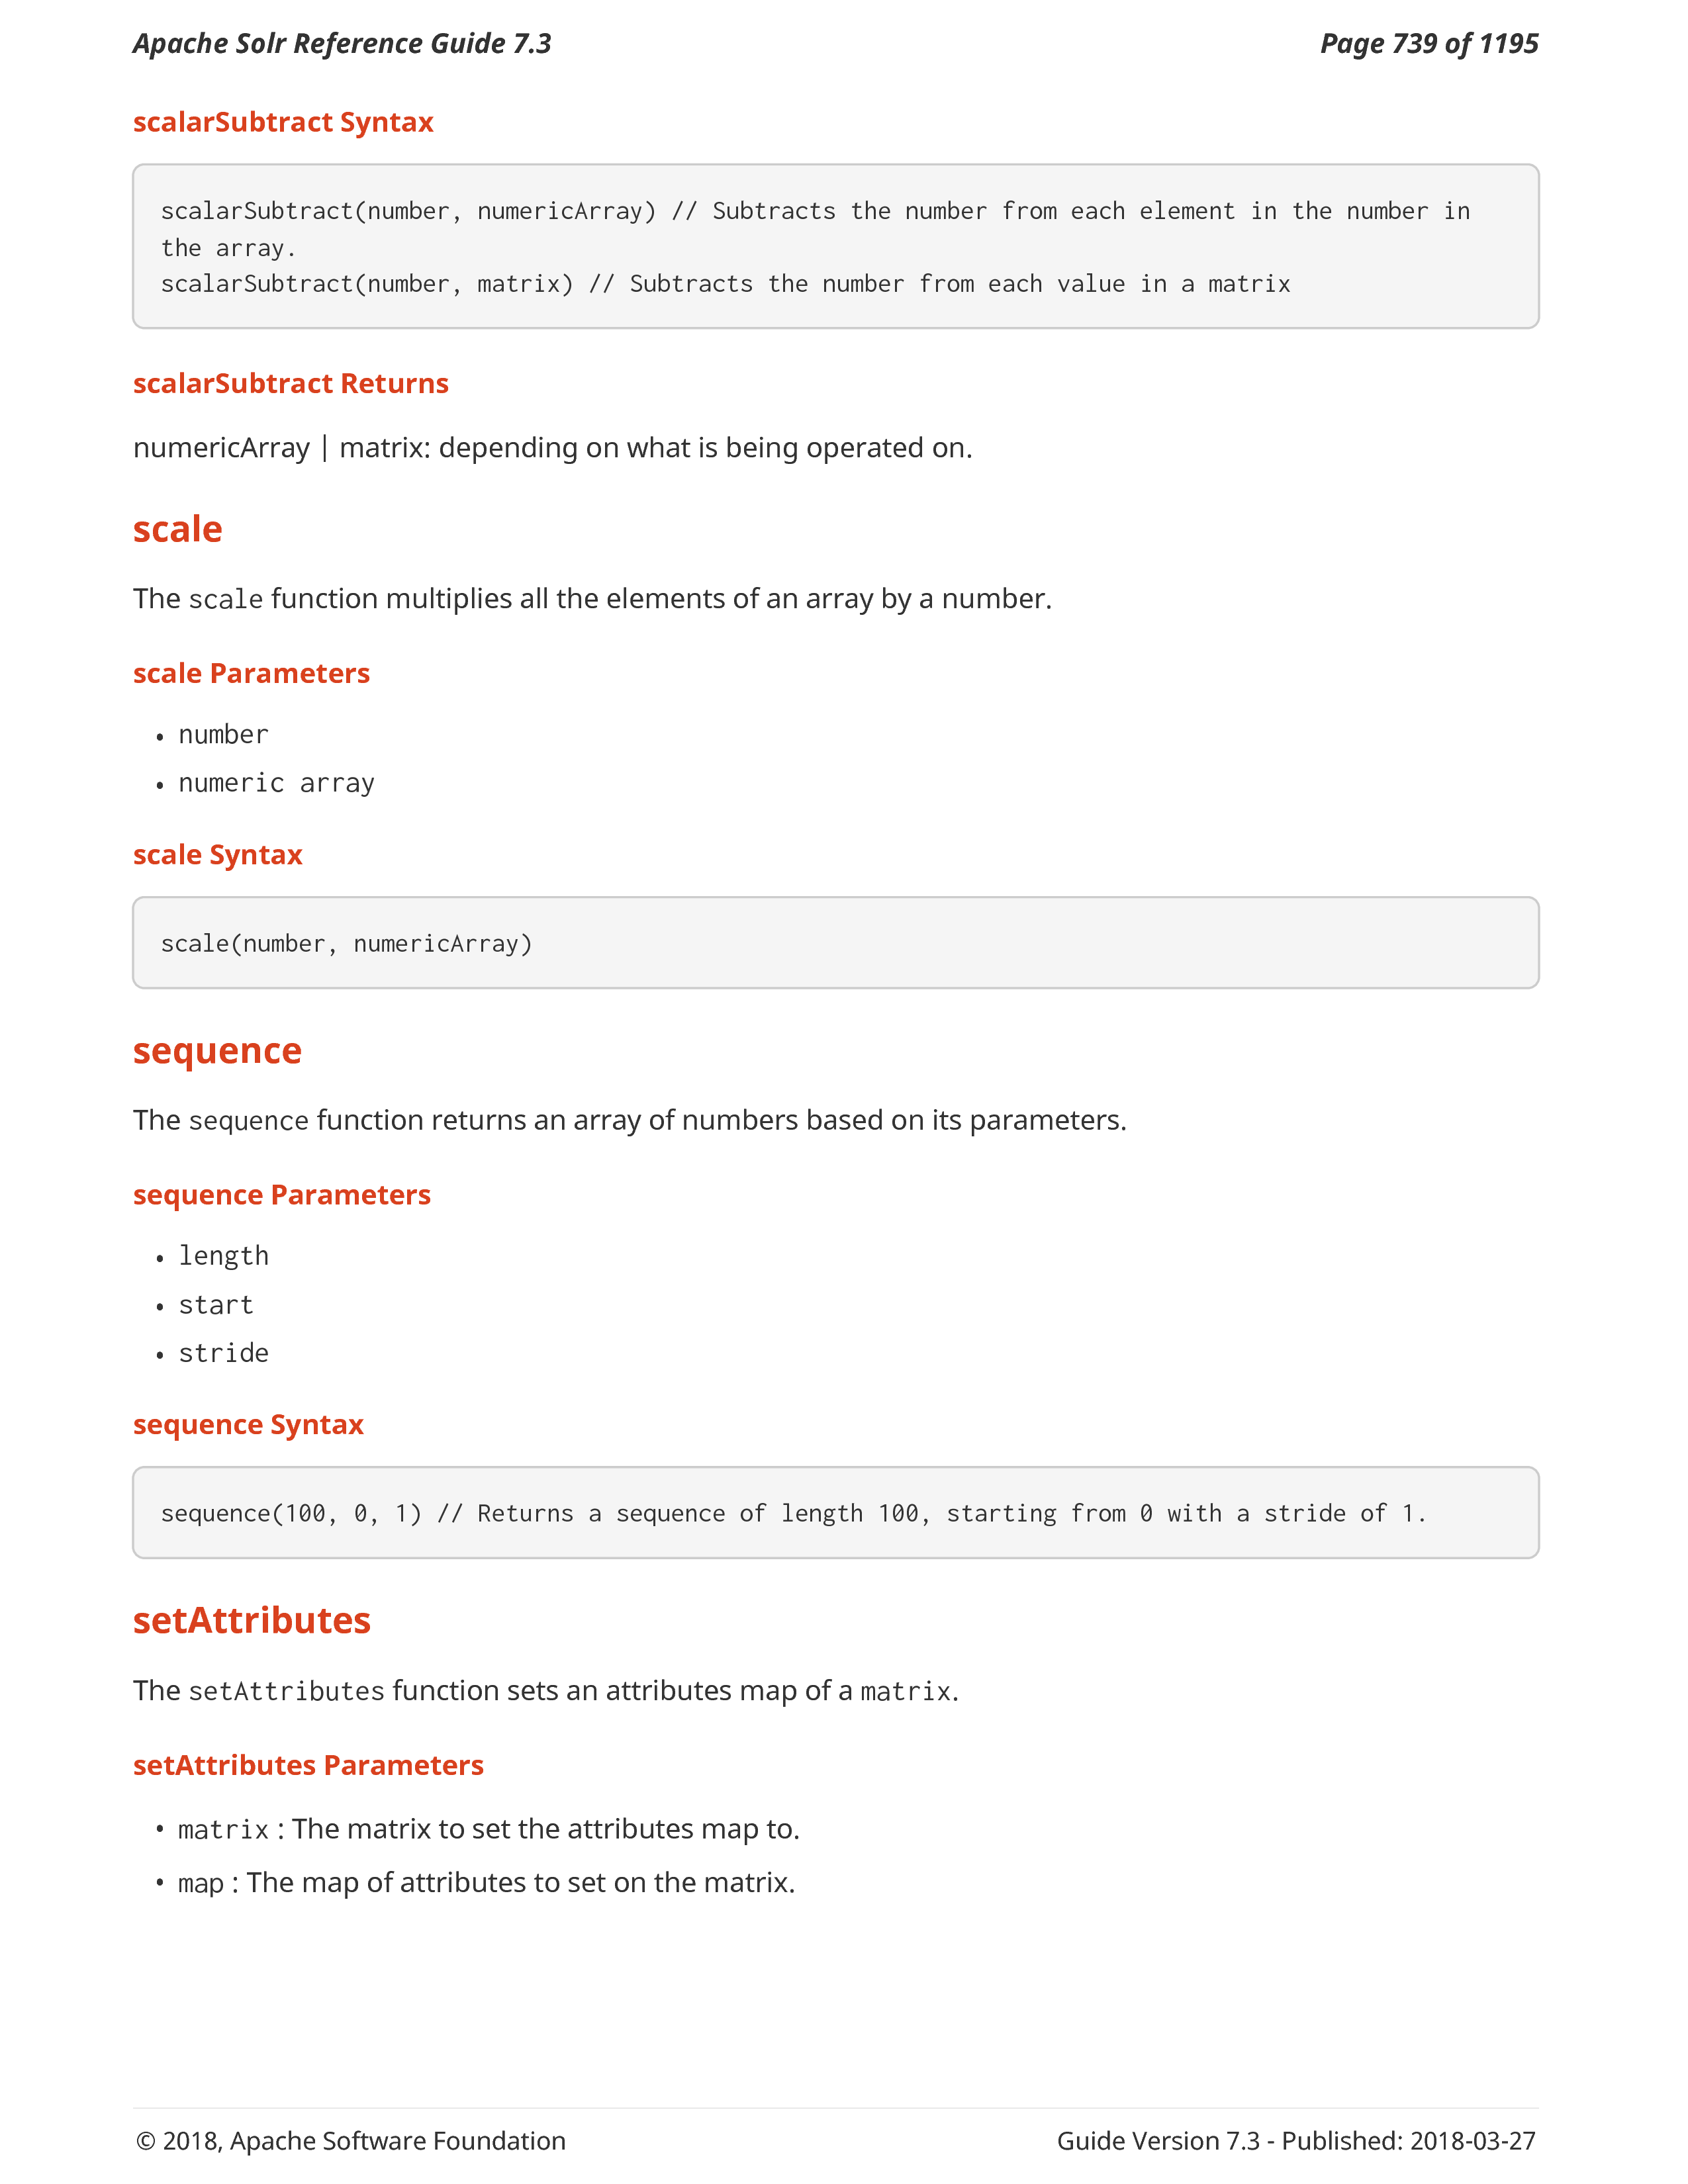 Apache Solr Reference Guide 7.3
Page 739 of 1195
scalarSubtract Syntax
scalarSubtract(number, numericArray) // Subtracts the number from each element in the number in
the array.
scalarSubtract(number, matrix) // Subtracts the number from each value in a matrix
scalarSubtract Returns
numericArray | matrix: depending on what is being operated on.
scale
The scale function multiplies all the elements of an array by a number.
scale Parameters
• number
• numeric array
scale Syntax
scale(number, numericArray)
sequence
The sequence function returns an array of numbers based on its parameters.
sequence Parameters
• length
• start
• stride
sequence Syntax
sequence(100, 0, 1) // Returns a sequence of length 100, starting from 0 with a stride of 1.
setAttributes
The setAttributes function sets an attributes map of a matrix.
setAttributes Parameters
• matrix : The matrix to set the attributes map to.
• map : The map of attributes to set on the matrix.
© 2018, Apache Software Foundation
Guide Version 7.3 - Published: 2018-03-27